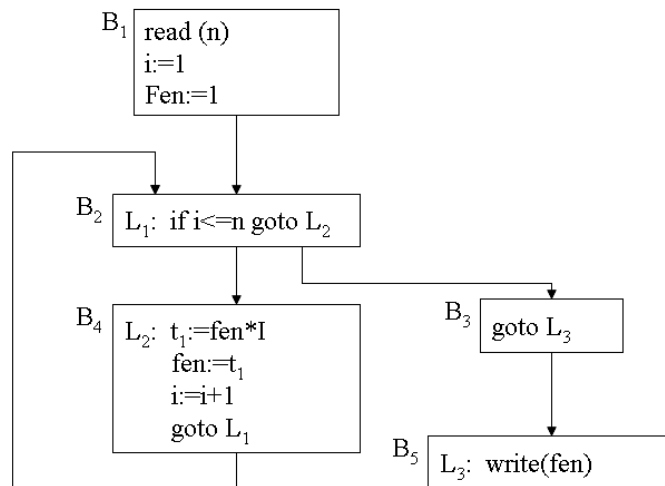 B₁
read (n)
i:=1
Fen:=1
B₂
L₁: if i<=n goto L₂
B₄
L₂: t₁:=fen*I
fen:=t₁
i:=i+1
goto L₁
B₃
goto L₃
B₅
L₃: write(fen)